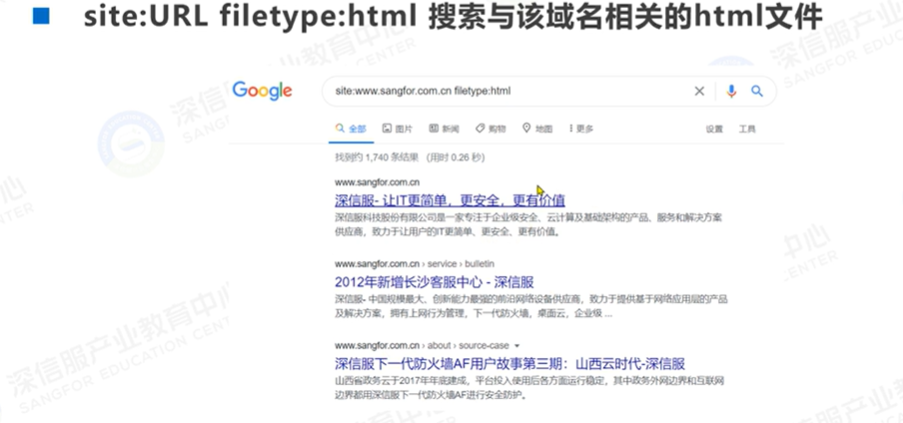 site:URL filetype:html 搜索与该域名相关的html文件
Google
site:www.sangfor.com.cn filetype:html
全部 图片 新闻 购物 地图 更多 设置 工具
找到约 1,740 条结果 （用时 0.26 秒）
www.sangfor.com.cn
深信服- 让IT更简单，更安全，更有价值
深信服科技股份有限公司是一家专注于企业级安全、云计算及基础架构的产品、服务和解决方案
供应商，致力于让用户的IT更简单、更安全、更有价值。
www.sangfor.com.cn › service › bulletin
2012年新增长沙客服中心 - 深信服
深信服- 中国规模最大、创新能力最强的前沿网络设备供应商，致力于提供基于网络应用层的产品
及解决方案，拥有上网行为管理，下一代防火墙，桌面云，企业级 ...
www.sangfor.com.cn › about › source-case
深信服下一代防火墙AF用户故事第三期：山西云时代-深信服
山西省政务云于2017年年底建成，平台投入使用后各方面运行稳定，其中政务外网边界和互联网
边界都用深信服下一代防火墙AF进行安全防护。
深信服产业教育中心
SANGFOR EDUCATION CENTER